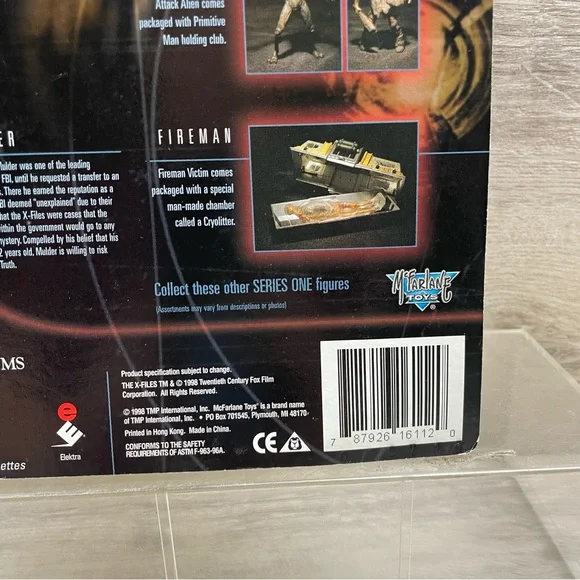 Attack Alien comes
packaged with Primitive
Man holding club.
ER
Mulder was one of the leading
FBI, until he requested a transfer to an
s. There he earned the reputation as a
BI deemed "unexplained" due to their
hat the X-Files were cases that the
within the government would go to any
mystery. Compelled by his belief that his
2 years old. Mulder is willing to risk
Truth.
FIREMAN
Fireman Victim comes
packaged with a special
man-made chamber
called a Cryolitter.
Collect these other SERIES ONE figures
(Assortments may vary from descriptions or photos)
McFARLANE
TOYS
®
MS
e
Elektra
ettes
Product specification subject to change.
THE X-FILES TM & © 1998 Twentieth Century Fox Film
Corporation. All Rights Reserved.
© 1998 TMP International, Inc. McFarlane Toys® is a brand name
of TMP International, Inc. • PO Box 701545, Plymouth, MI 48170
Printed in Hong Kong. Made in China.
CONFORMS TO THE SAFETY
REQUIREMENTS OF ASTM F-963-96A.
CE
7 87926 16112 0